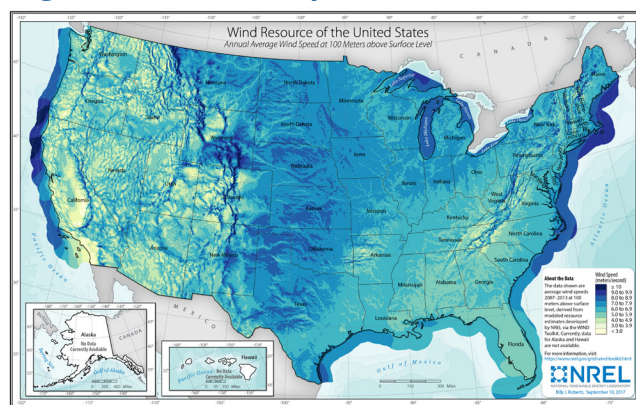 Wind Resource of the United States
Annual Average Wind Speed at 100 Meters above Surface Level
CANADA
Washington
Montana
North Dakota
Minnesota
Maine
Oregon
Idaho
South Dakota
Wisconsin
Lake Michigan
Michigan
New York
Wyoming
Iowa
Pennsylvania
Nebraska
Nevada
Utah
Illinois
Indiana
Ohio
West
Virginia
Virginia
California
Kansas
Missouri
Kentucky
Atlantic Ocean
Pacific Ocean
Tennessee
North Carolina
Arizona
New Mexico
Oklahoma
Arkansas
South Carolina
Mississippi
Alabama
Georgia
Texas
Louisiana
Florida
MEXICO
Gulf of Mexico
Alaska
No Data
Currently Available
CANADA
Gulf of Alaska
Hawaii
No Data
Currently Available
Pacific Ocean
About the Data
The data shown are
average wind speeds
2007-2013 at 100
meters above surface
level, derived from
modeled resource
estimates developed
by NREL via the WIND
Toolkit. Currently, data
for Alaska and Hawaii
are not available.
For more information, visit:
Wind Speed
(meters/second)
≥ 10
9.0 to 9.9
8.0 to 8.9
7.0 to 7.9
6.0 to 6.9
5.0 to 5.9
4.0 to 4.9
3.0 to 3.9
< 3.0
NREL
NATIONAL RENEWABLE ENERGY LABORATORY
Billy J. Roberts, September 18, 2017